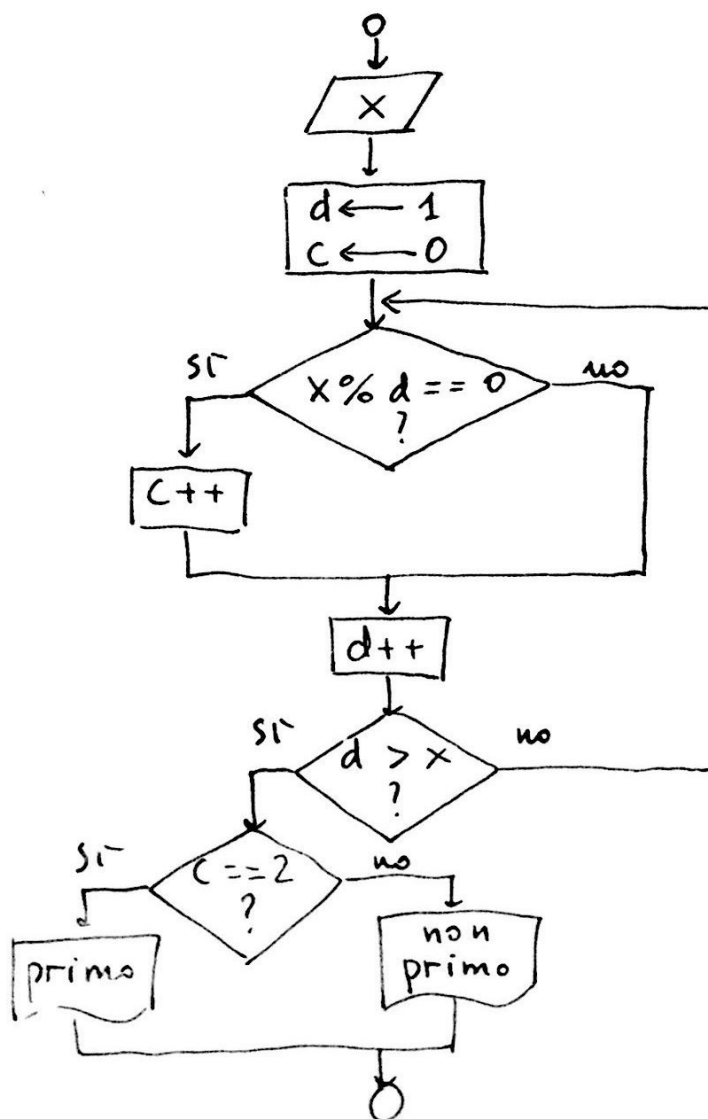 X
d ← 1
c ← 0
sì
X % d == 0
?
no
c++
d++
sì
d > x
?
no
sì
c == 2
?
no
primo
non
primo